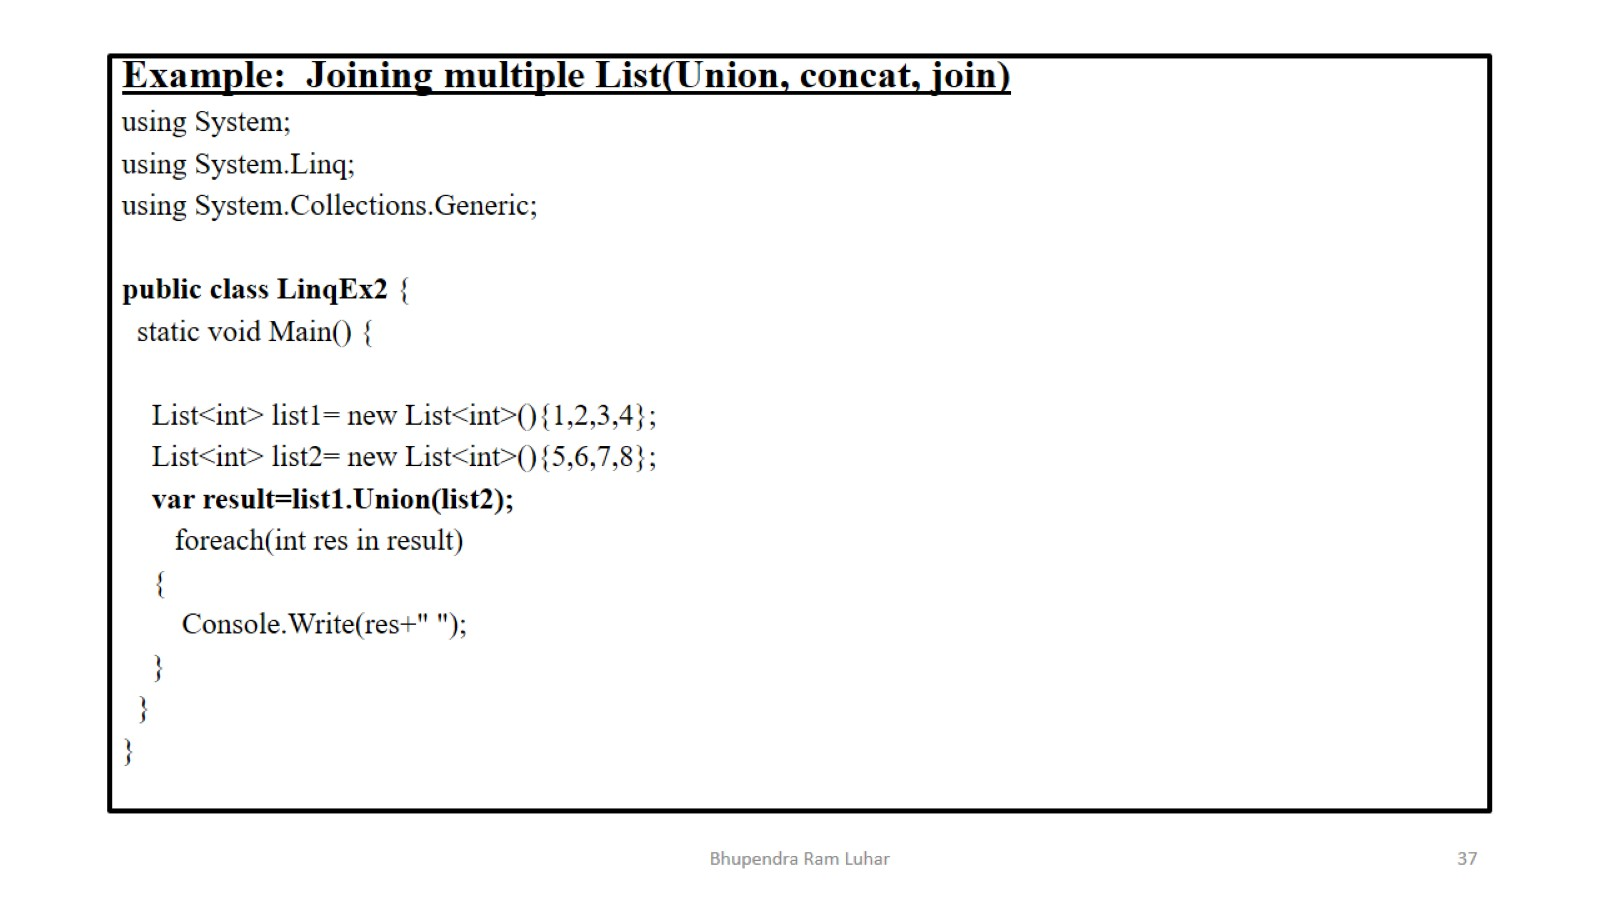 Example:  Joining multiple List(Union, concat, join)
using System;
using System.Linq;
using System.Collections.Generic;
public class LinqEx2 {
static void Main() {
List<int> list1= new List<int>(){1,2,3,4};
List<int> list2= new List<int>(){5,6,7,8};
var result=list1.Union(list2);
foreach(int res in result)
{
Console.Write(res+" ");
}
}
}
Bhupendra Ram Luhar
37